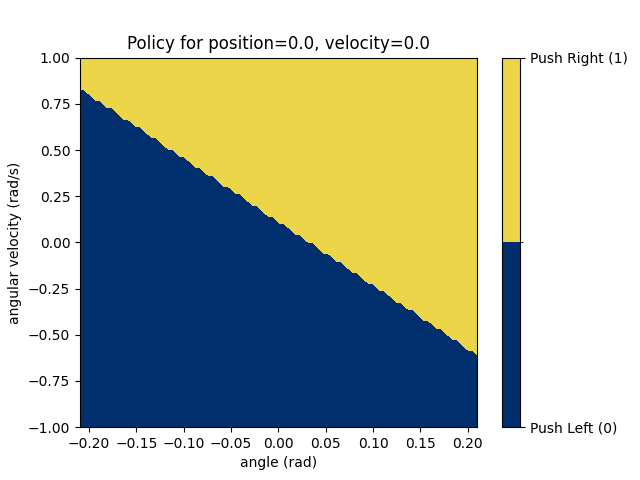 Policy for position=0.0, velocity=0.0
1.00
0.75
0.50
0.25
0.00
−0.25
−0.50
−0.75
−1.00
angular velocity (rad/s)
−0.20 −0.15 −0.10 −0.05 0.00 0.05 0.10 0.15 0.20
angle (rad)
Push Right (1)
Push Left (0)